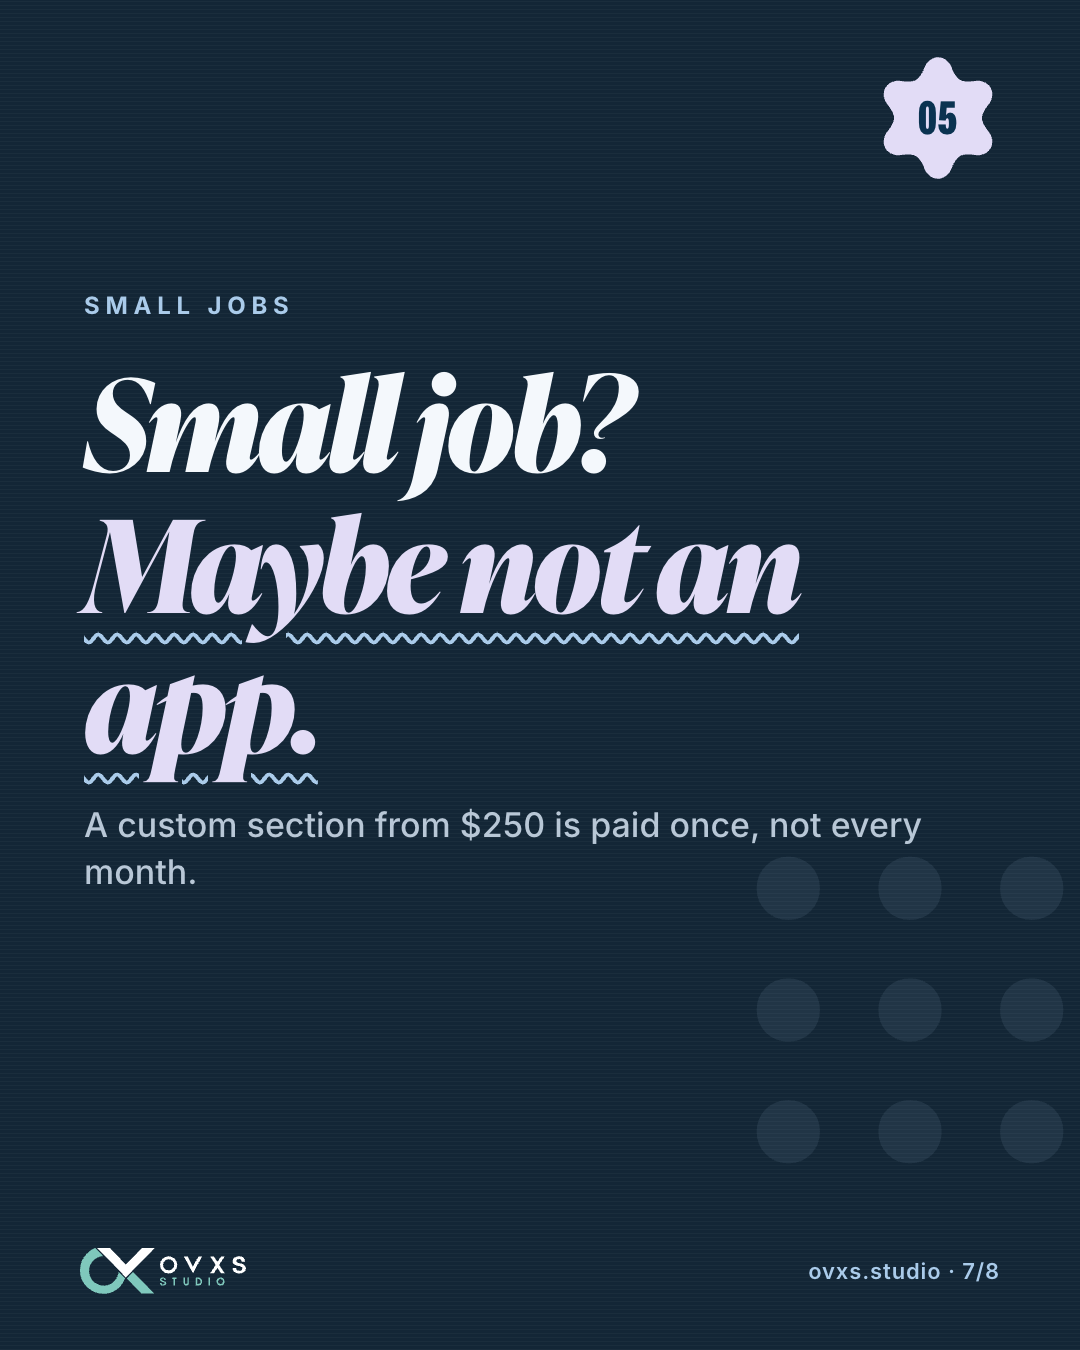 05
SMALL JOBS
Small job?
Maybe not an
app.
A custom section from $250 is paid once, not every
month.
OVXS
STUDIO
ovxs.studio · 7/8